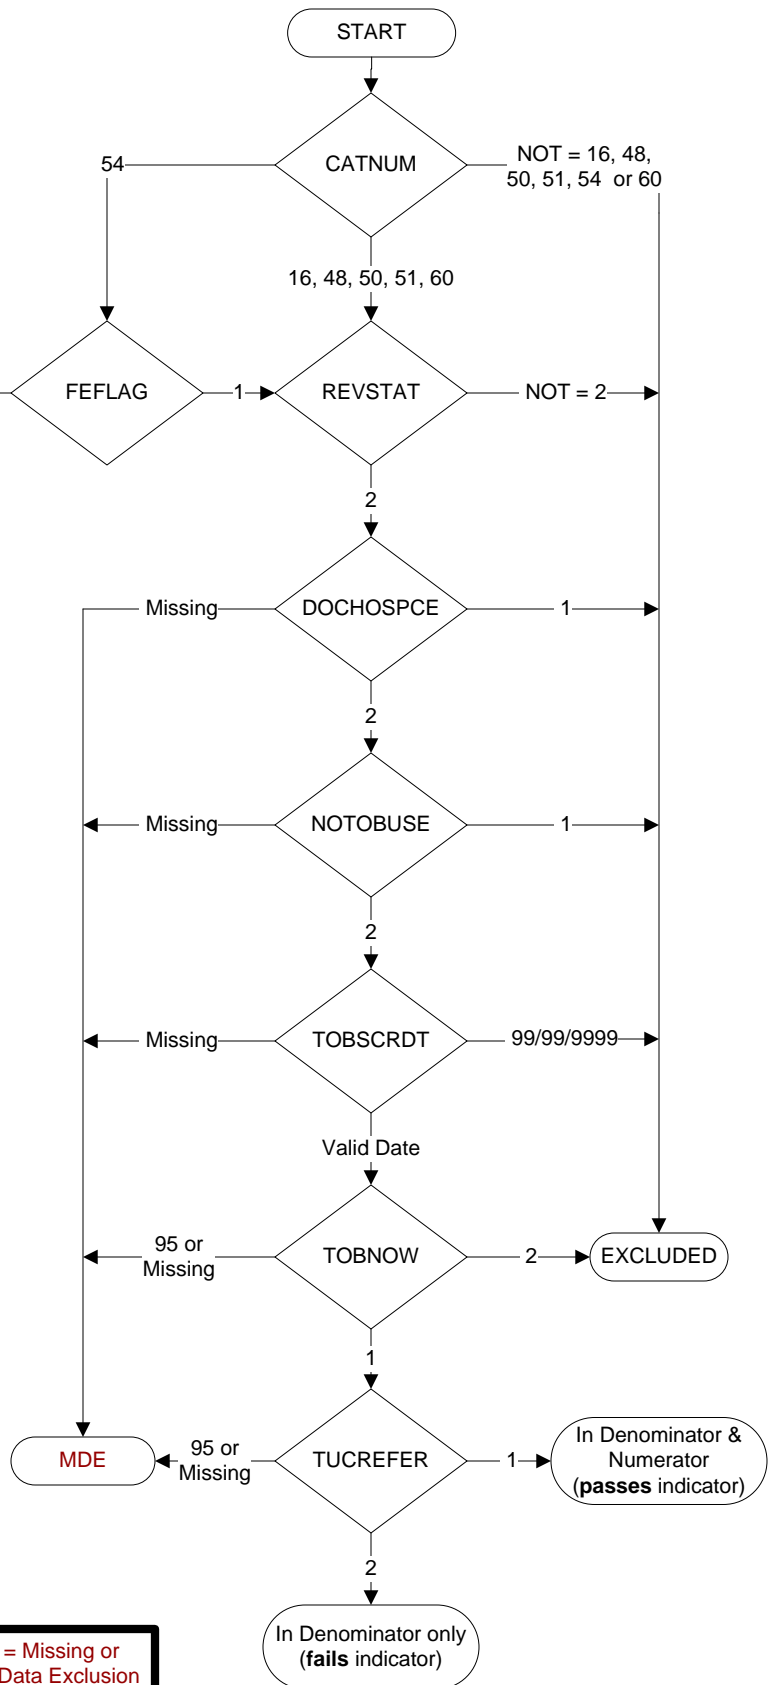 START
CATNUM
54
NOT = 16, 48,
50, 51, 54 or 60
16, 48, 50, 51, 60
FEFLAG
1
REVSTAT
NOT = 2
2
Missing
DOCHOSPCE
1
2
Missing
NOTOBUSE
1
2
Missing
TOBSCRDT
99/99/9999
Valid Date
95 or
Missing
TOBNOW
2
EXCLUDED
1
MDE
95 or
Missing
TUCREFER
1
In Denominator &
Numerator
(passes indicator)
2
In Denominator only
(fails indicator)
= Missing or
Data Exclusion